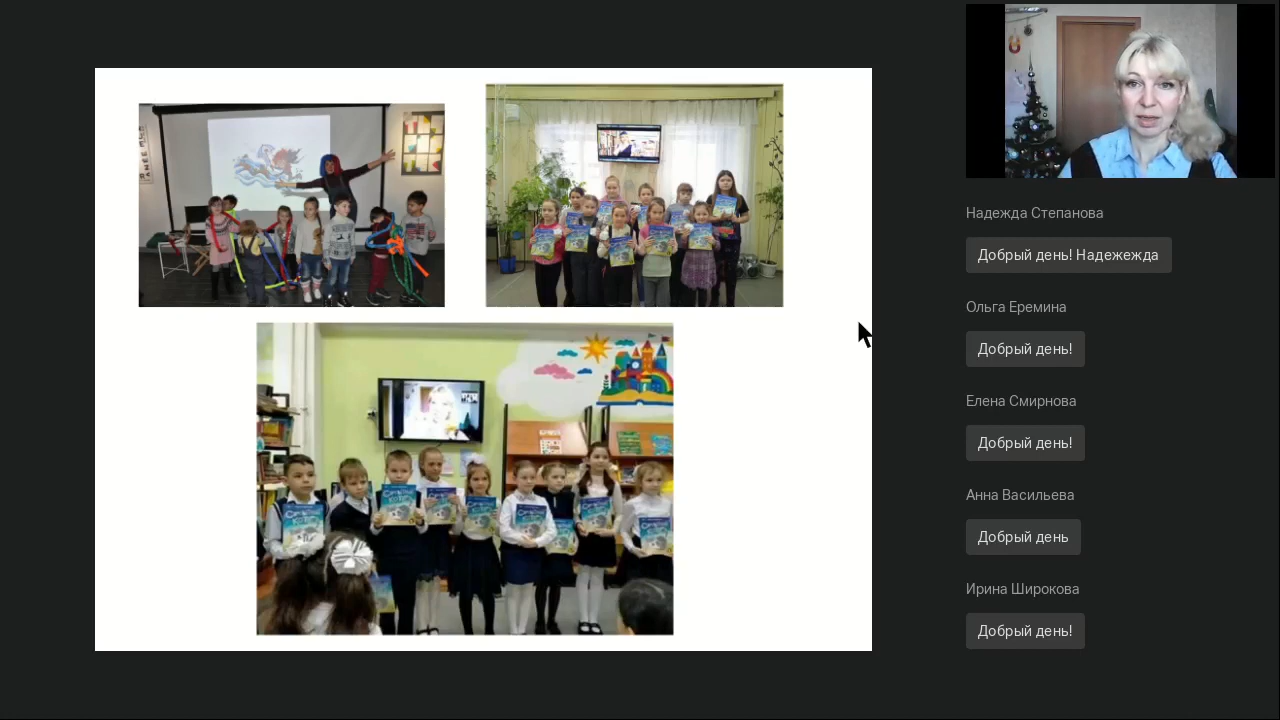 Надежда Степанова
Добрый день! Надежежда
Ольга Еремина
Добрый день!
Елена Смирнова
Добрый день!
Анна Васильева
Добрый день
Ирина Широкова
Добрый день!